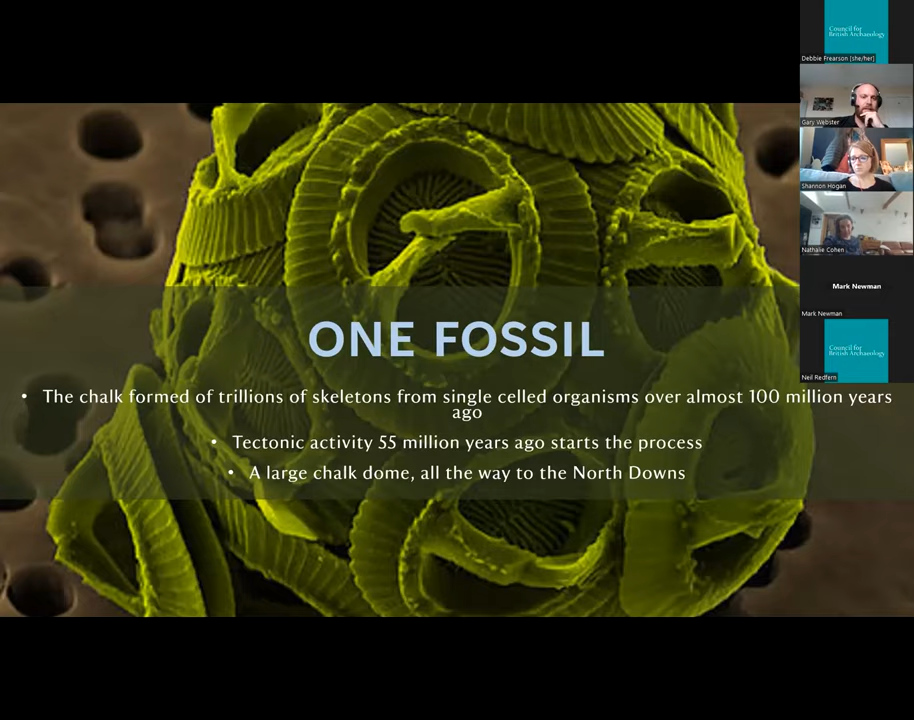 ONE FOSSIL
• The chalk formed of trillions of skeletons from single celled organisms over almost 100 million years
ago
• Tectonic activity 55 million years ago starts the process
• A large chalk dome, all the way to the North Downs
Council for
British Archaeology
Debbie Frearson (she/her)
Gary Webster
Shannon Hogan
Nathalie Cohen
Mark Newman
Mark Newman
Council for
British Archaeology
Neil Redfern